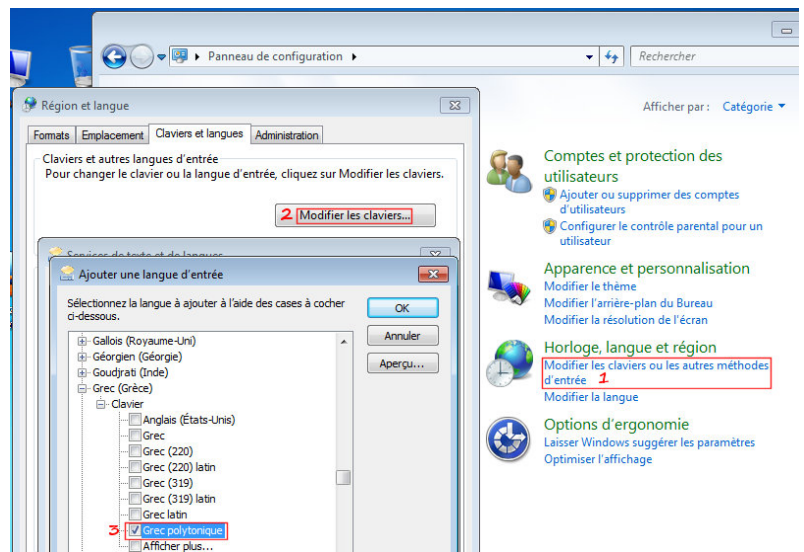 Panneau de configuration
Rechercher
Région et langue
Formats
Emplacement
Claviers et langues
Administration
Claviers et autres langues d'entrée
Pour changer le clavier ou la langue d'entrée, cliquez sur Modifier les claviers.
2 Modifier les claviers...
Services de texte et de langues
Ajouter une langue d'entrée
Sélectionnez la langue à ajouter à l'aide des cases à cocher
ci-dessous.
OK
Annuler
Aperçu...
Gallois (Royaume-Uni)
Géorgien (Géorgie)
Goudjrati (Inde)
Grec (Grèce)
Clavier
Anglais (États-Unis)
Grec
Grec (220)
Grec (220) latin
Grec (319)
Grec (319) latin
Grec latin
3 Grec polytonique
Afficher plus...
Afficher par : Catégorie
Comptes et protection des
utilisateurs
Ajouter ou supprimer des comptes
d'utilisateurs
Configurer le contrôle parental pour un
utilisateur
Apparence et personnalisation
Modifier le thème
Modifier l'arrière-plan du Bureau
Modifier la résolution de l'écran
Horloge, langue et région
Modifier les claviers ou les autres méthodes
d'entrée 1
Modifier la langue
Options d'ergonomie
Laisser Windows suggérer les paramètres
Optimiser l'affichage